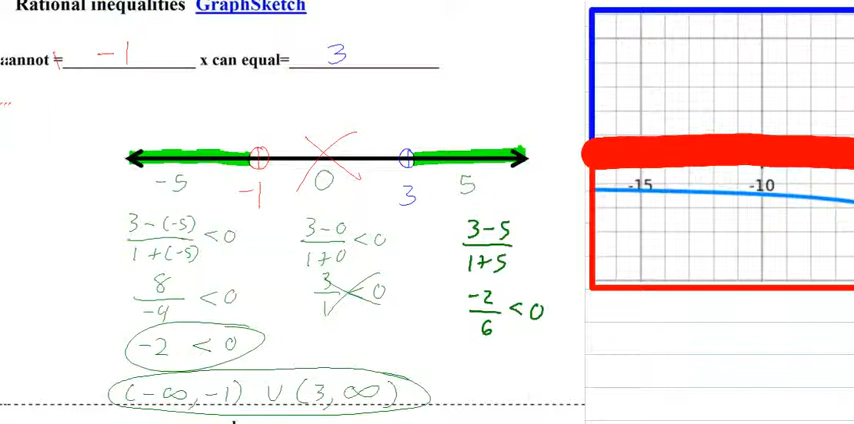 Rational inequalities GraphSketch
cannot = -1 x can equal= 3
-5 -1 0 3 5
3-(-5)/1+(-5) < 0 3-0/1+0 < 0 3-5/1+5
8/-4 < 0 3/1 < 0 -2/6 < 0
-2 < 0
(-∞, -1) ∪ (3, ∞)
-15 -10